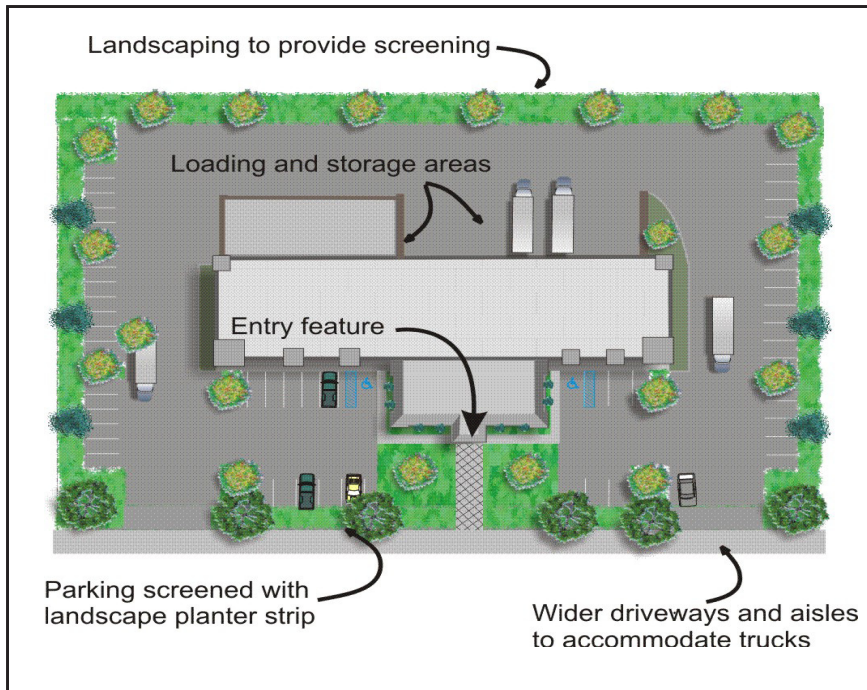 Landscaping to provide screening
Loading and storage areas
Entry feature
Parking screened with
landscape planter strip
Wider driveways and aisles
to accommodate trucks